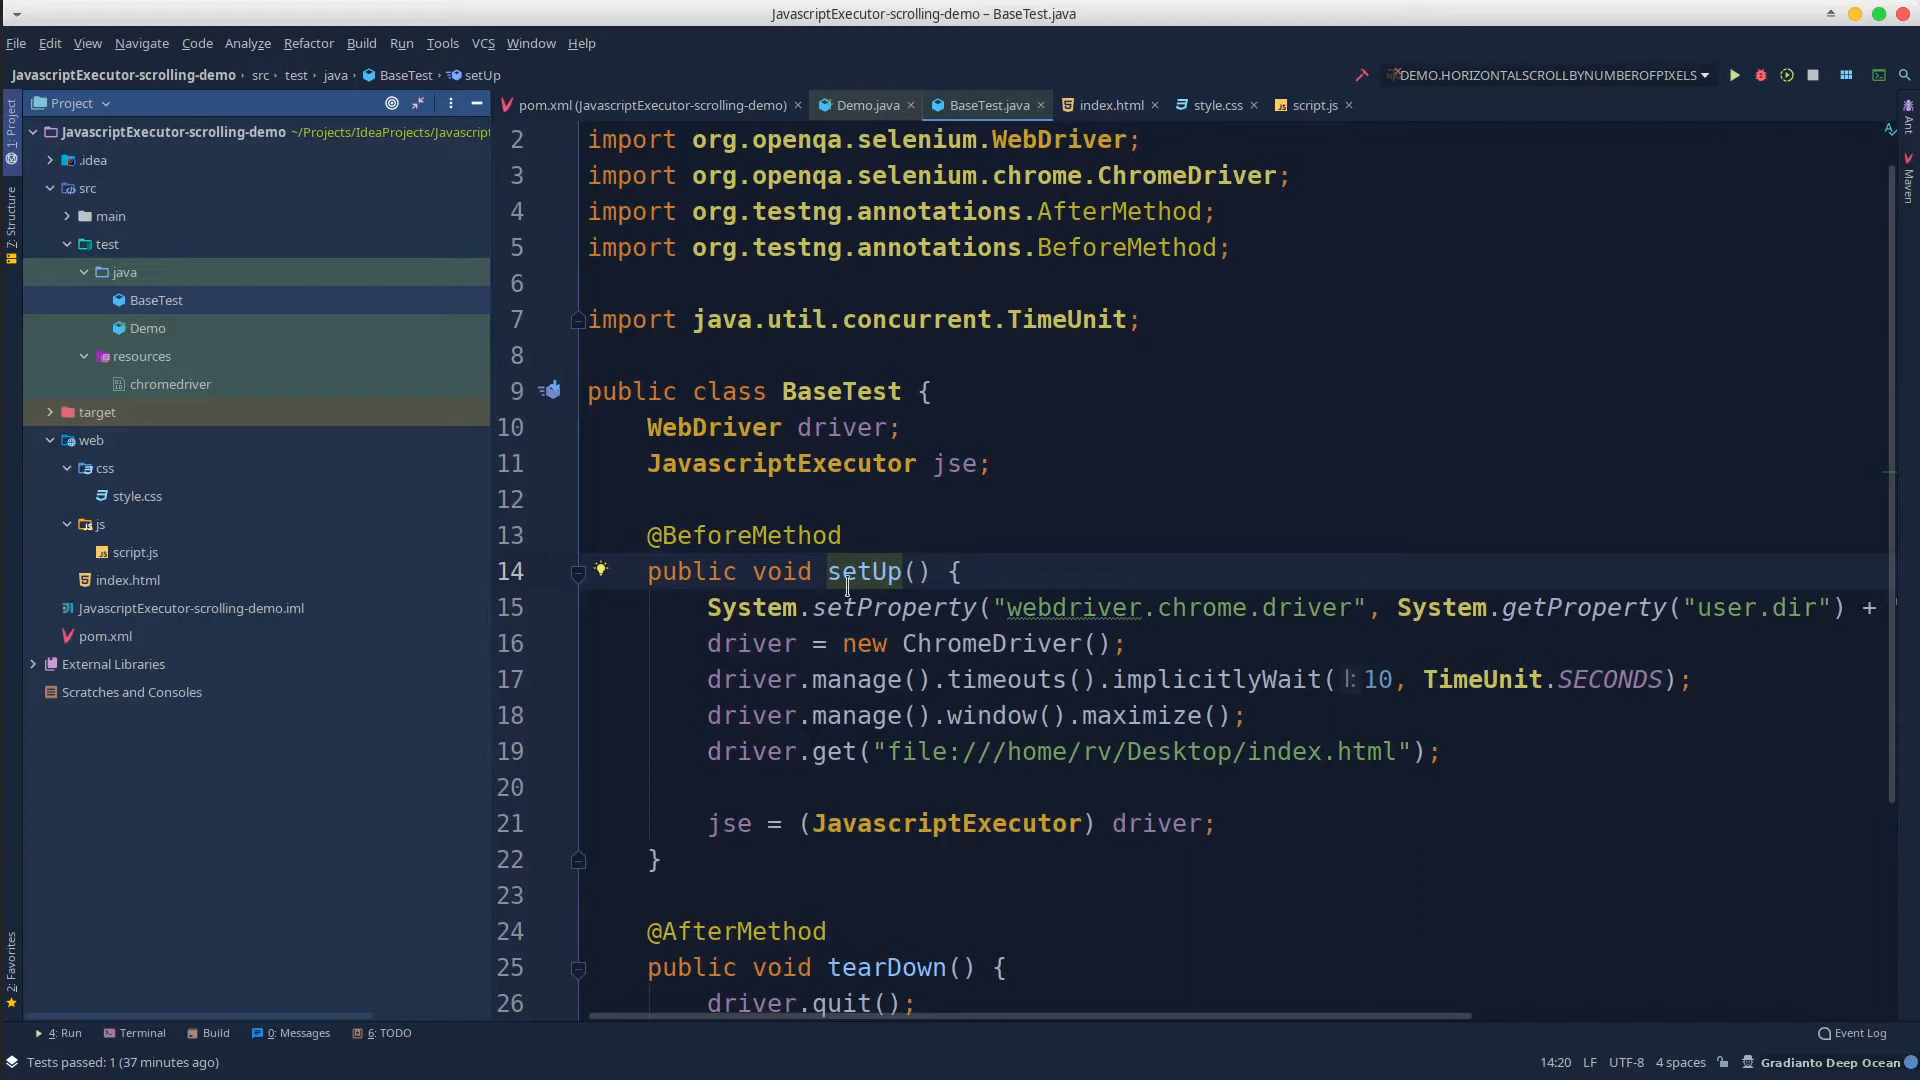 JavascriptExecutor-scrolling-demo – BaseTest.java
File Edit View Navigate Code Analyze Refactor Build Run Tools VCS Window Help
JavascriptExecutor-scrolling-demo › src › test › java › BaseTest › setUp
DEMO.HORIZONTALSCROLLBYNUMBEROFPIXELS
Project
pom.xml (JavascriptExecutor-scrolling-demo) Demo.java BaseTest.java index.html style.css script.js
1: Project
Z: Structure
2: Favorites
Ant
Maven
JavascriptExecutor-scrolling-demo ~/Projects/IdeaProjects/Javascript
.idea
src
main
test
java
BaseTest
Demo
resources
chromedriver
target
web
css
style.css
js
script.js
index.html
JavascriptExecutor-scrolling-demo.iml
pom.xml
External Libraries
Scratches and Consoles
2 import org.openqa.selenium.WebDriver;
3 import org.openqa.selenium.chrome.ChromeDriver;
4 import org.testng.annotations.AfterMethod;
5 import org.testng.annotations.BeforeMethod;
6
7 import java.util.concurrent.TimeUnit;
8
9 public class BaseTest {
10 WebDriver driver;
11 JavascriptExecutor jse;
12
13 @BeforeMethod
14 public void setUp() {
15 System.setProperty("webdriver.chrome.driver", System.getProperty("user.dir") + "
16 driver = new ChromeDriver();
17 driver.manage().timeouts().implicitlyWait( l: 10, TimeUnit.SECONDS);
18 driver.manage().window().maximize();
19 driver.get("file:///home/rv/Desktop/index.html");
20
21 jse = (JavascriptExecutor) driver;
22 }
23
24 @AfterMethod
25 public void tearDown() {
26 driver.quit();
4: Run Terminal Build 0: Messages 6: TODO Event Log
Tests passed: 1 (37 minutes ago) 14:20 LF UTF-8 4 spaces Gradianto Deep Ocean